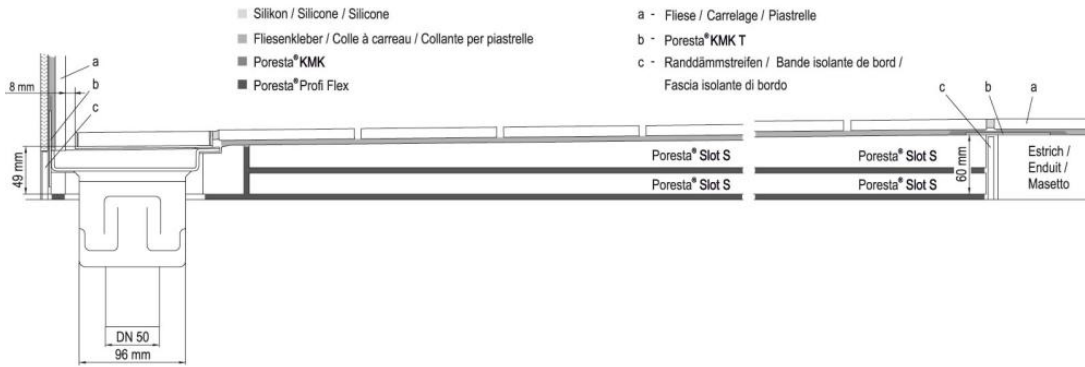 Silikon / Silicone / Silicone
Fliesenkleber / Colle à carreau / Collante per piastrelle
Poresta® KMK
Poresta® Profi Flex
a - Fliese / Carrelage / Piastrelle
b - Poresta® KMK T
c - Randdämmstreifen / Bande isolante de bord /
Fascia isolante di bordo
a
8 mm
b
c
c
b
a
49 mm
Poresta® Slot S
Poresta® Slot S
60 mm
Estrich /
Enduit /
Masetto
Poresta® Slot S
Poresta® Slot S
DN 50
96 mm